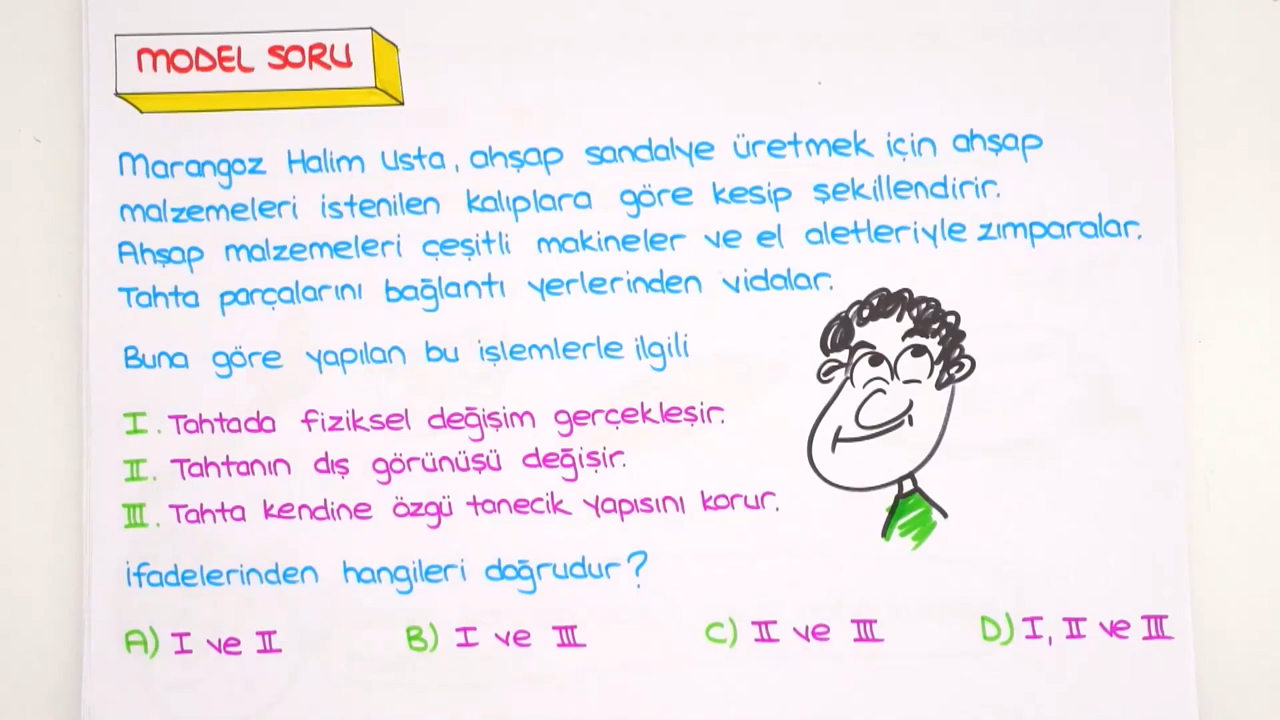 MODEL SORU
Marangoz Halim Usta, ahşap sandalye üretmek için ahşap
malzemeleri istenilen kalıplara göre kesip şekillendirir.
Ahşap malzemeleri çeşitli makineler ve el aletleriyle zımparalar.
Tahta parçalarını bağlantı yerlerinden vidalar.
Buna göre yapılan bu işlemlerle ilgili
I. Tahtada fiziksel değişim gerçekleşir.
II. Tahtanın dış görünüşü değişir.
III. Tahta kendine özgü tanecik yapısını korur.
ifadelerinden hangileri doğrudur?
A) I ve II B) I ve III C) II ve III D) I, II ve III